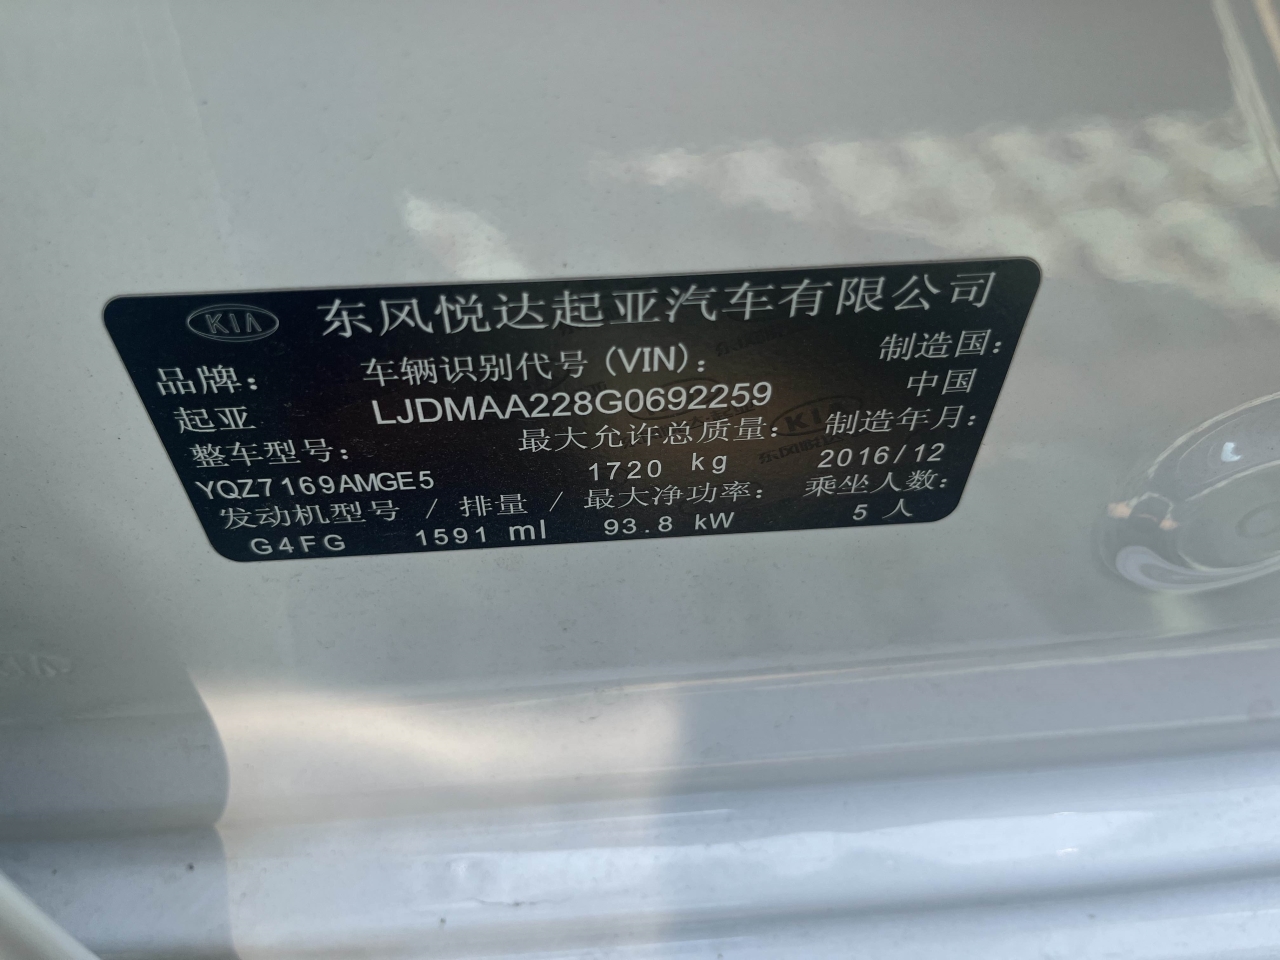 KIA 东风悦达起亚汽车有限公司
品牌： 车辆识别代号 (VIN)： 制造国：
起亚 LJDMAA228G0692259 中国
整车型号： 最大允许总质量： 制造年月：
YQZ7169AMGE5 1720 kg 2016/12
发动机型号 / 排量 / 最大净功率： 乘坐人数：
G4FG 1591 ml 93.8 kW 5 人